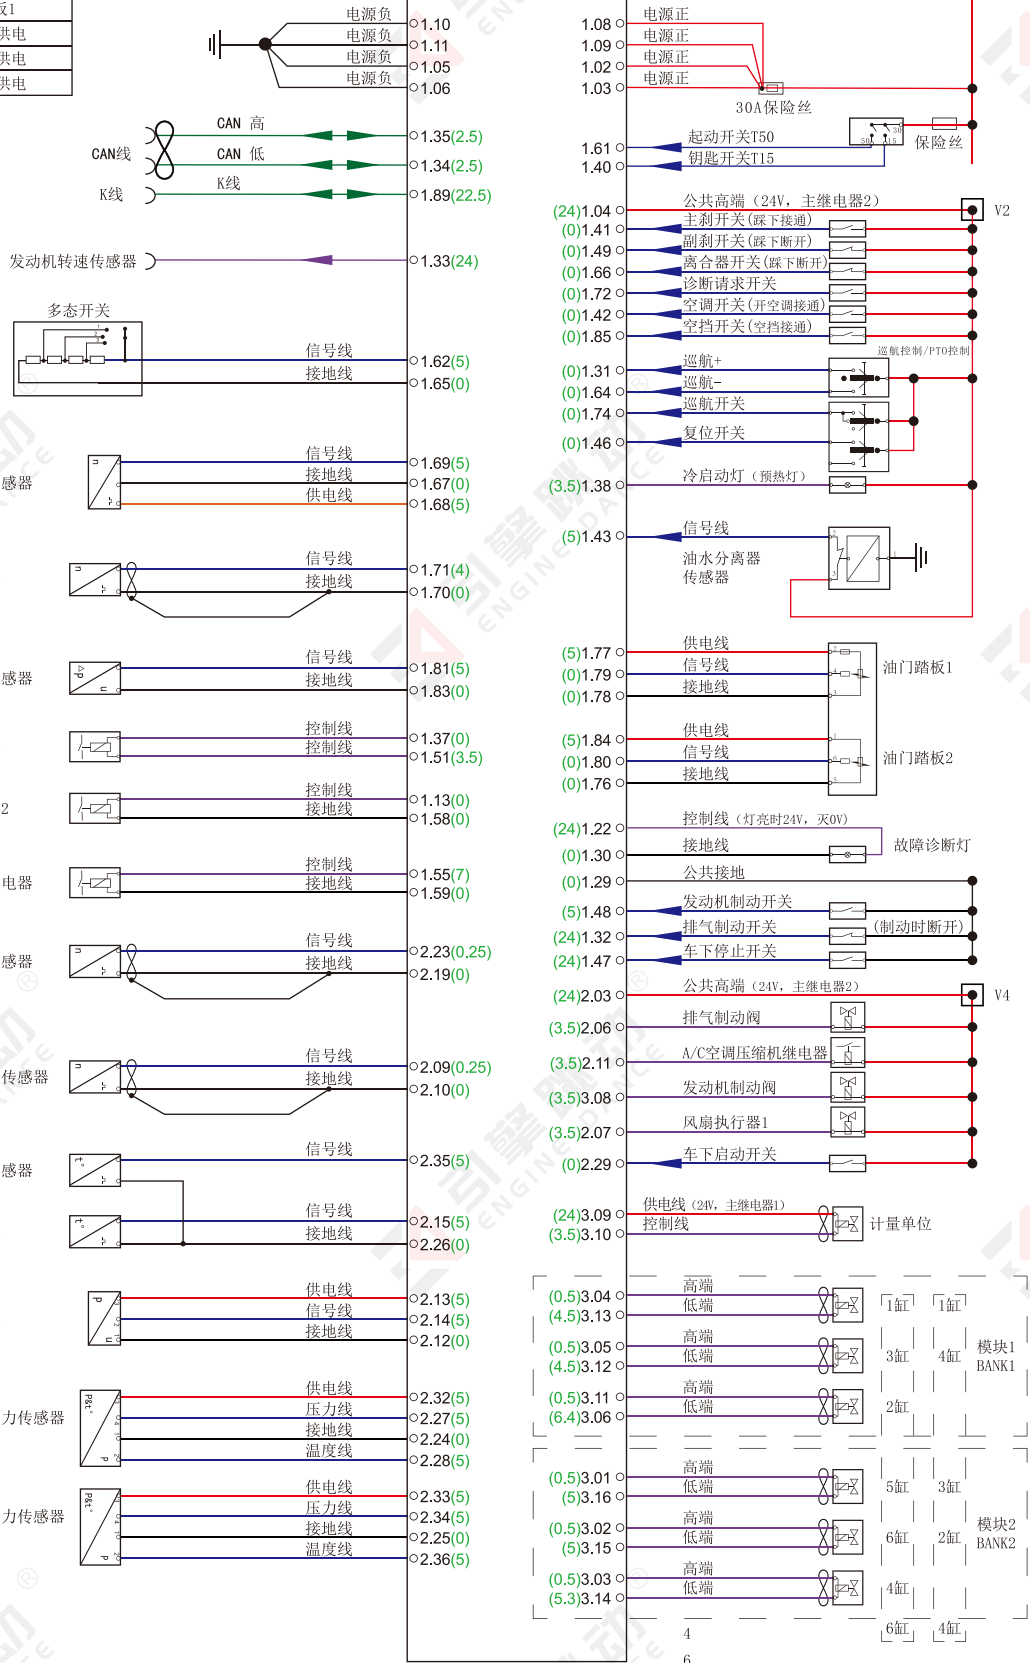 板1
供电
供电
供电
电源负 1.10
电源负 1.11
电源负 1.05
电源负 1.06
CAN线
CAN 高 1.35(2.5)
CAN 低 1.34(2.5)
K线 K线 1.89(22.5)
发动机转速传感器 1.33(24)
多态开关
信号线 1.62(5)
接地线 1.65(0)
感器
信号线 1.69(5)
接地线 1.67(0)
供电线 1.68(5)
信号线 1.71(4)
接地线 1.70(0)
感器
信号线 1.81(5)
接地线 1.83(0)
控制线 1.37(0)
控制线 1.51(3.5)
2
控制线 1.13(0)
接地线 1.58(0)
电器
控制线 1.55(7)
接地线 1.59(0)
感器
信号线 2.23(0.25)
接地线 2.19(0)
传感器
信号线 2.09(0.25)
接地线 2.10(0)
感器
信号线 2.35(5)
信号线 2.15(5)
接地线 2.26(0)
供电线 2.13(5)
信号线 2.14(5)
接地线 2.12(0)
力传感器
供电线 2.32(5)
压力线 2.27(5)
接地线 2.24(0)
温度线 2.28(5)
力传感器
供电线 2.33(5)
压力线 2.34(5)
接地线 2.25(0)
温度线 2.36(5)
1.08 电源正
1.09 电源正
1.02 电源正
1.03 电源正
30A保险丝
保险丝
30
50 15
1.61 起动开关T50
1.40 钥匙开关T15
(24)1.04 公共高端（24V, 主继电器2） V2
(0)1.41 主刹开关(踩下接通)
(0)1.49 副刹开关(踩下断开)
(0)1.66 离合器开关(踩下断开)
(0)1.72 诊断请求开关
(0)1.42 空调开关(开空调接通)
(0)1.85 空挡开关(空挡接通)
巡航控制/PTO控制
(0)1.31 巡航+
(0)1.64 巡航-
(0)1.74 巡航开关
(0)1.46 复位开关
(3.5)1.38 冷启动灯（预热灯）
(5)1.43 信号线
油水分离器
传感器
(5)1.77 供电线
(0)1.79 信号线
(0)1.78 接地线
油门踏板1
(5)1.84 供电线
(0)1.80 信号线
(0)1.76 接地线
油门踏板2
(24)1.22 控制线（灯亮时24V, 灭0V）
(0)1.30 接地线
故障诊断灯
(0)1.29 公共接地
(5)1.48 发动机制动开关
(24)1.32 排气制动开关 (制动时断开)
(24)1.47 车下停止开关
(24)2.03 公共高端（24V, 主继电器2） V4
(3.5)2.06 排气制动阀
(3.5)2.11 A/C空调压缩机继电器
(3.5)3.08 发动机制动阀
(3.5)2.07 风扇执行器1
(0)2.29 车下启动开关
(24)3.09 供电线（24V, 主继电器1）
(3.5)3.10 控制线
计量单位
(0.5)3.04 高端
(4.5)3.13 低端
1缸 1缸
(0.5)3.05 高端
(4.5)3.12 低端
3缸 4缸
模块1
BANK1
(0.5)3.11 高端
(6.4)3.06 低端
2缸
(0.5)3.01 高端
(5)3.16 低端
5缸 3缸
(0.5)3.02 高端
(5)3.15 低端
6缸 2缸
模块2
BANK2
(0.5)3.03 高端
(5.3)3.14 低端
4缸
4 6缸 4缸
6
引擎跳动
ENGINE DANCE